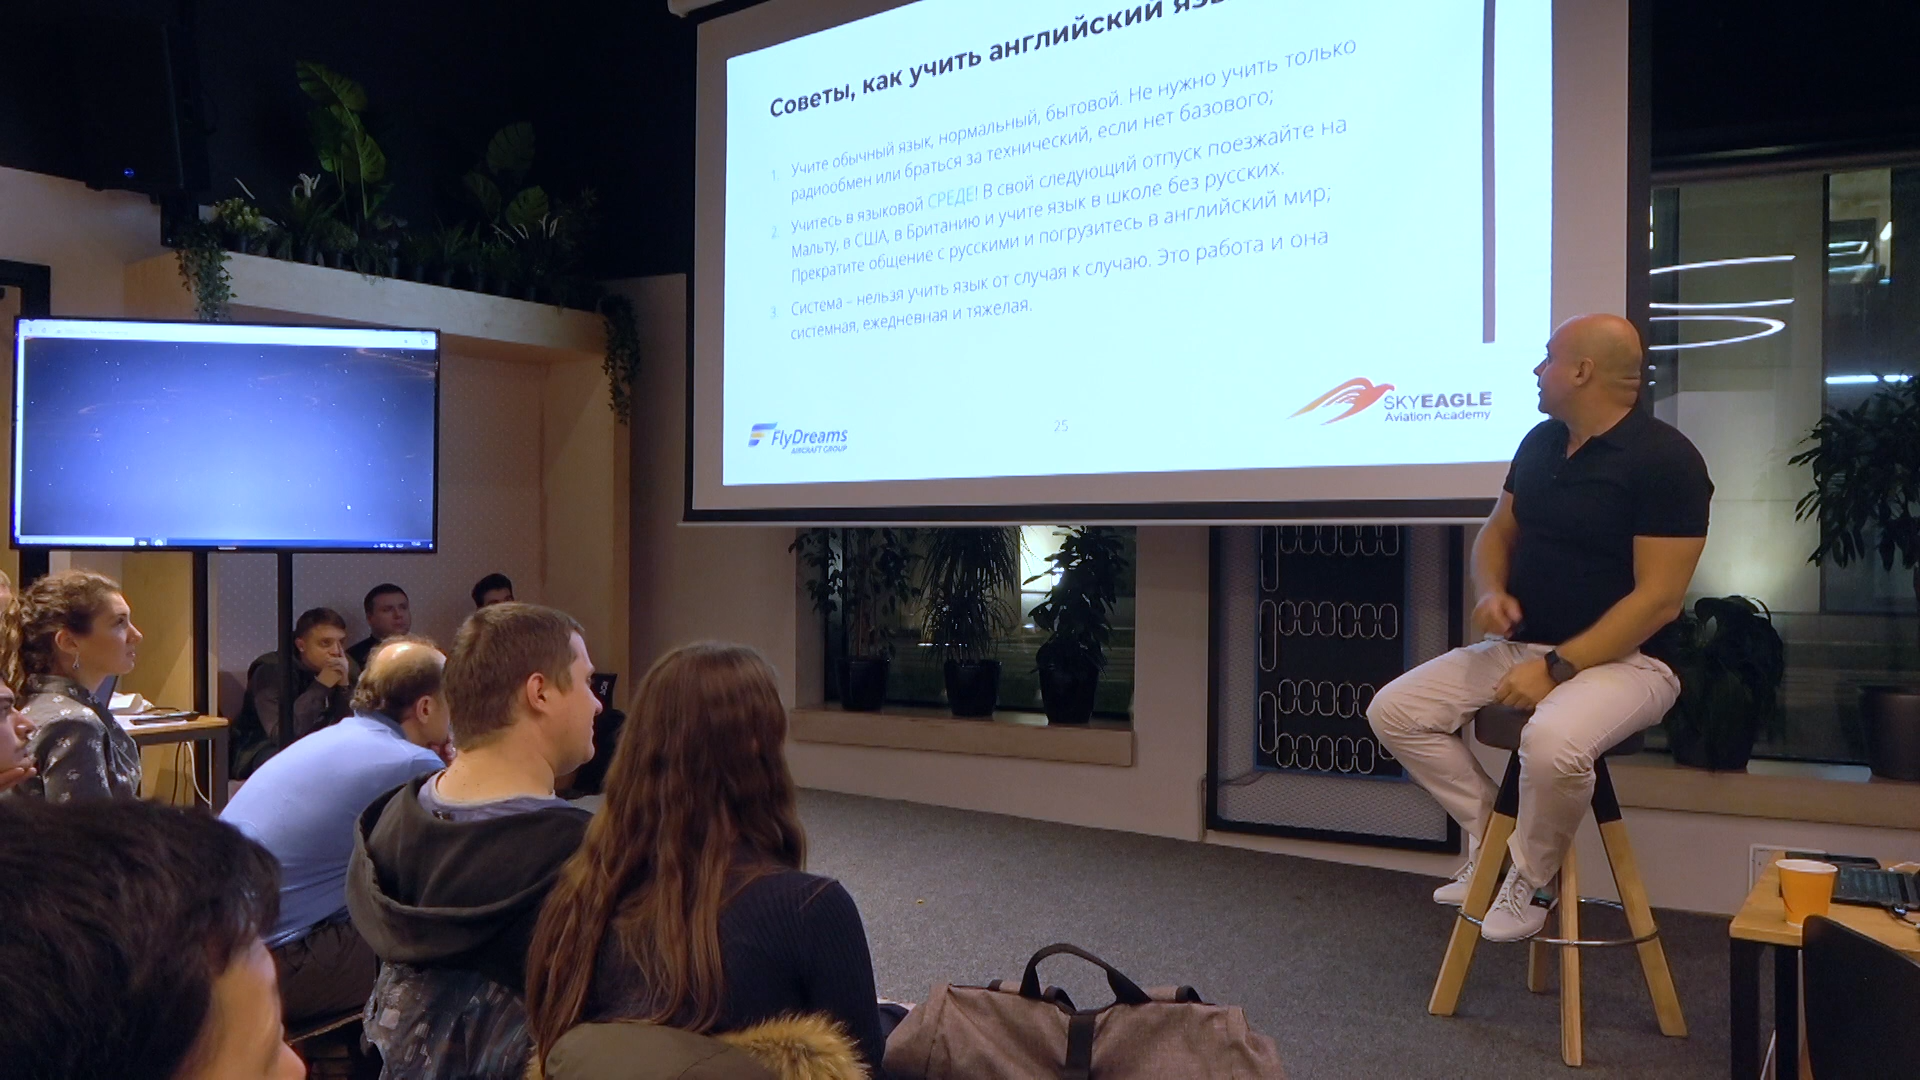 Советы, как учить английский
1. Учите обычный язык, нормальный, бытовой. Не нужно учить только
радиообмен или браться за технический, если нет базового;
2. Учитесь в языковой СРЕДЕ! В свой следующий отпуск поезжайте на
Мальту, в США, в Британию и учите язык в школе без русских.
Прекратите общение с русскими и погрузитесь в английский мир;
3. Система – нельзя учить язык от случая к случаю. Это работа и она
системная, ежедневная и тяжелая.
FlyDreams
AIRCRAFT GROUP
25
SKYEAGLE
Aviation Academy